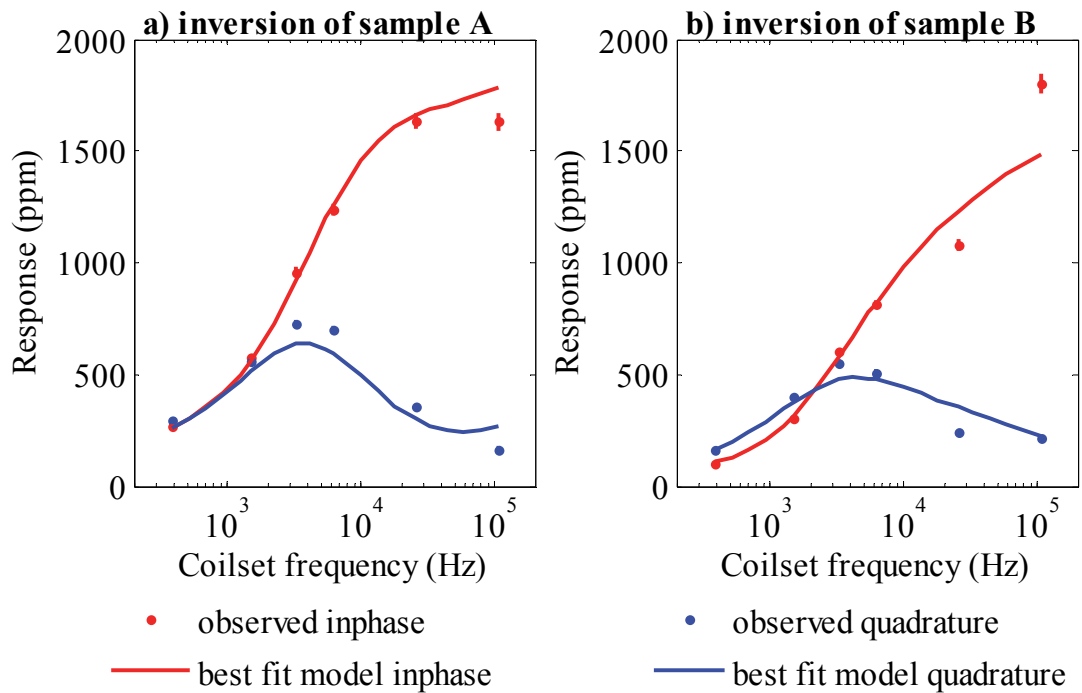 a) inversion of sample A
2000
1500
1000
500
0
Response (ppm)
10^3
10^4
10^5
Coilset frequency (Hz)
b) inversion of sample B
2000
1500
1000
500
0
Response (ppm)
10^3
10^4
10^5
Coilset frequency (Hz)
observed inphase
observed quadrature
best fit model inphase
best fit model quadrature